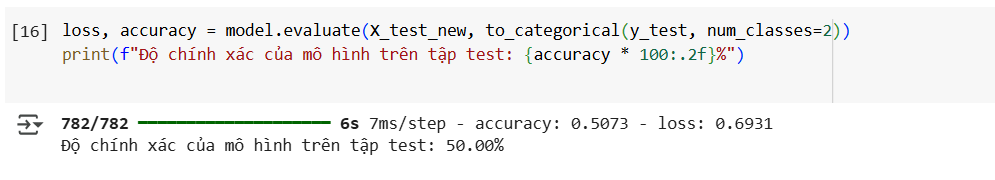 [16] loss, accuracy = model.evaluate(X_test_new, to_categorical(y_test, num_classes=2))
print(f"Độ chính xác của mô hình trên tập test: {accuracy * 100:.2f}%")
782/782 ━━━━━━━━━━━━━━━━━━━━ 6s 7ms/step - accuracy: 0.5073 - loss: 0.6931
Độ chính xác của mô hình trên tập test: 50.00%